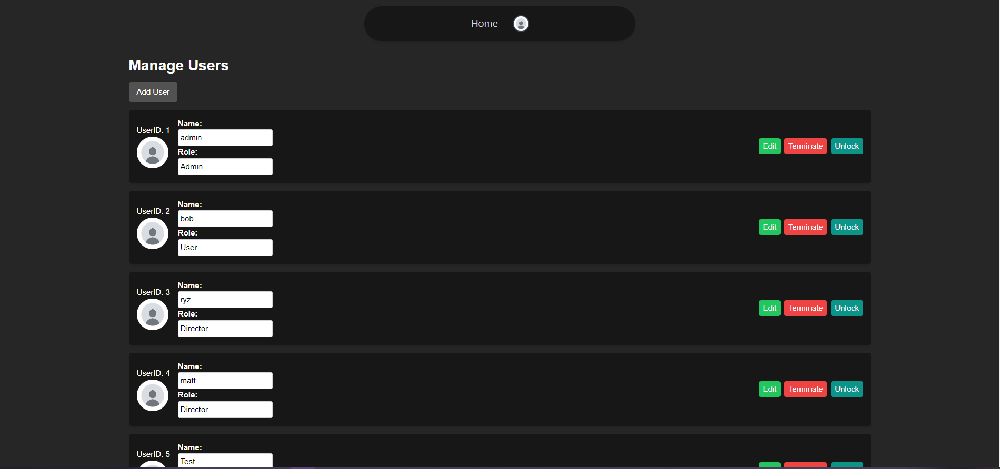 Home
Manage Users
Add User
UserID: 1
Name:
admin
Role:
Admin
Edit Terminate Unlock
UserID: 2
Name:
bob
Role:
User
Edit Terminate Unlock
UserID: 3
Name:
ryz
Role:
Director
Edit Terminate Unlock
UserID: 4
Name:
matt
Role:
Director
Edit Terminate Unlock
UserID: 5
Name:
Test